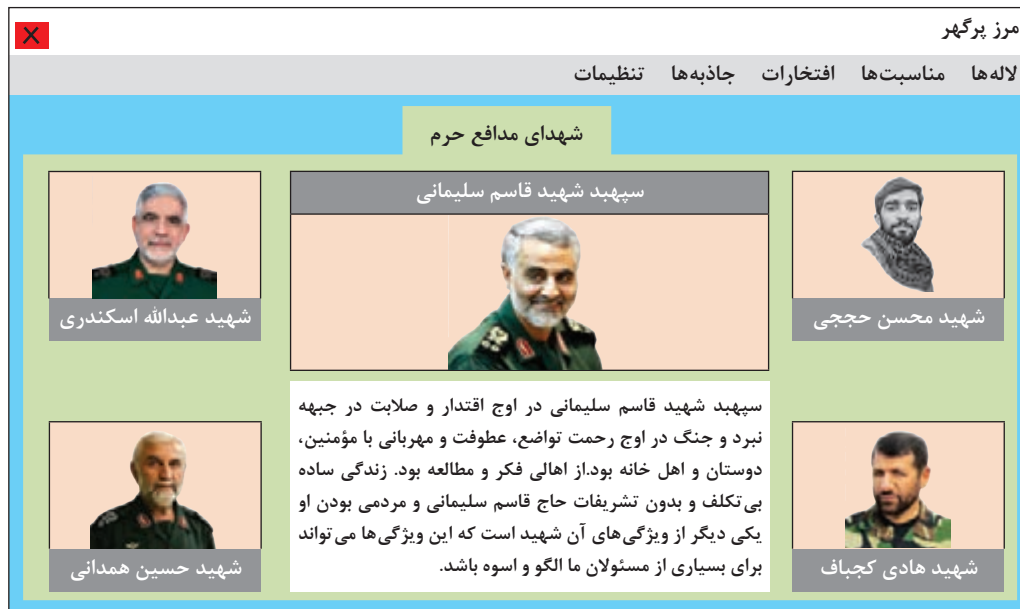 مرز پرگهر
لاله‌ها مناسبت‌ها افتخارات جاذبه‌ها تنظیمات
شهدای مدافع حرم
شهید محسن حججی
سپهبد شهید قاسم سلیمانی
شهید عبدالله اسکندری
سپهبد شهید قاسم سلیمانی در اوج اقتدار و صلابت در جبهه
نبرد و جنگ در اوج رحمت تواضع، عطوفت و مهربانی با مؤمنین،
دوستان و اهل خانه بود.از اهالی فکر و مطالعه بود. زندگی ساده
بی‌تکلف و بدون تشریفات حاج قاسم سلیمانی و مردمی بودن او
یکی دیگر از ویژگی‌های آن شهید است که این ویژگی‌ها می‌تواند
برای بسیاری از مسئولان ما الگو و اسوه باشد.
شهید هادی کجباف
شهید حسین همدانی